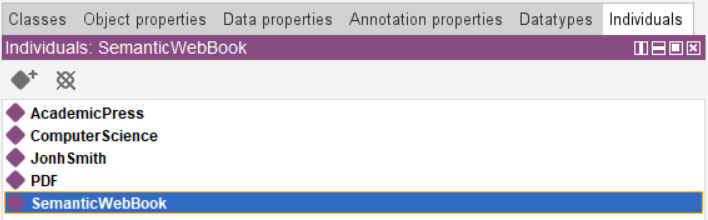 Classes Object properties Data properties Annotation properties Datatypes Individuals
Individuals: SemanticWebBook
AcademicPress
ComputerScience
JonhSmith
PDF
SemanticWebBook